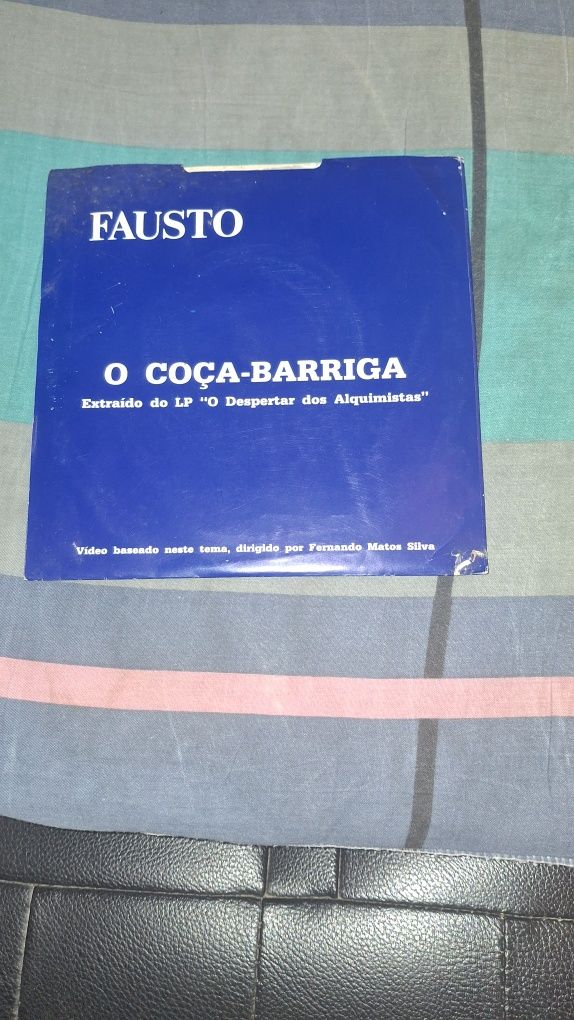 FAUSTO
O COÇA-BARRIGA
Extraído do LP "O Despertar dos Alquimistas"
Vídeo baseado neste tema, dirigido por Fernando Matos Silva